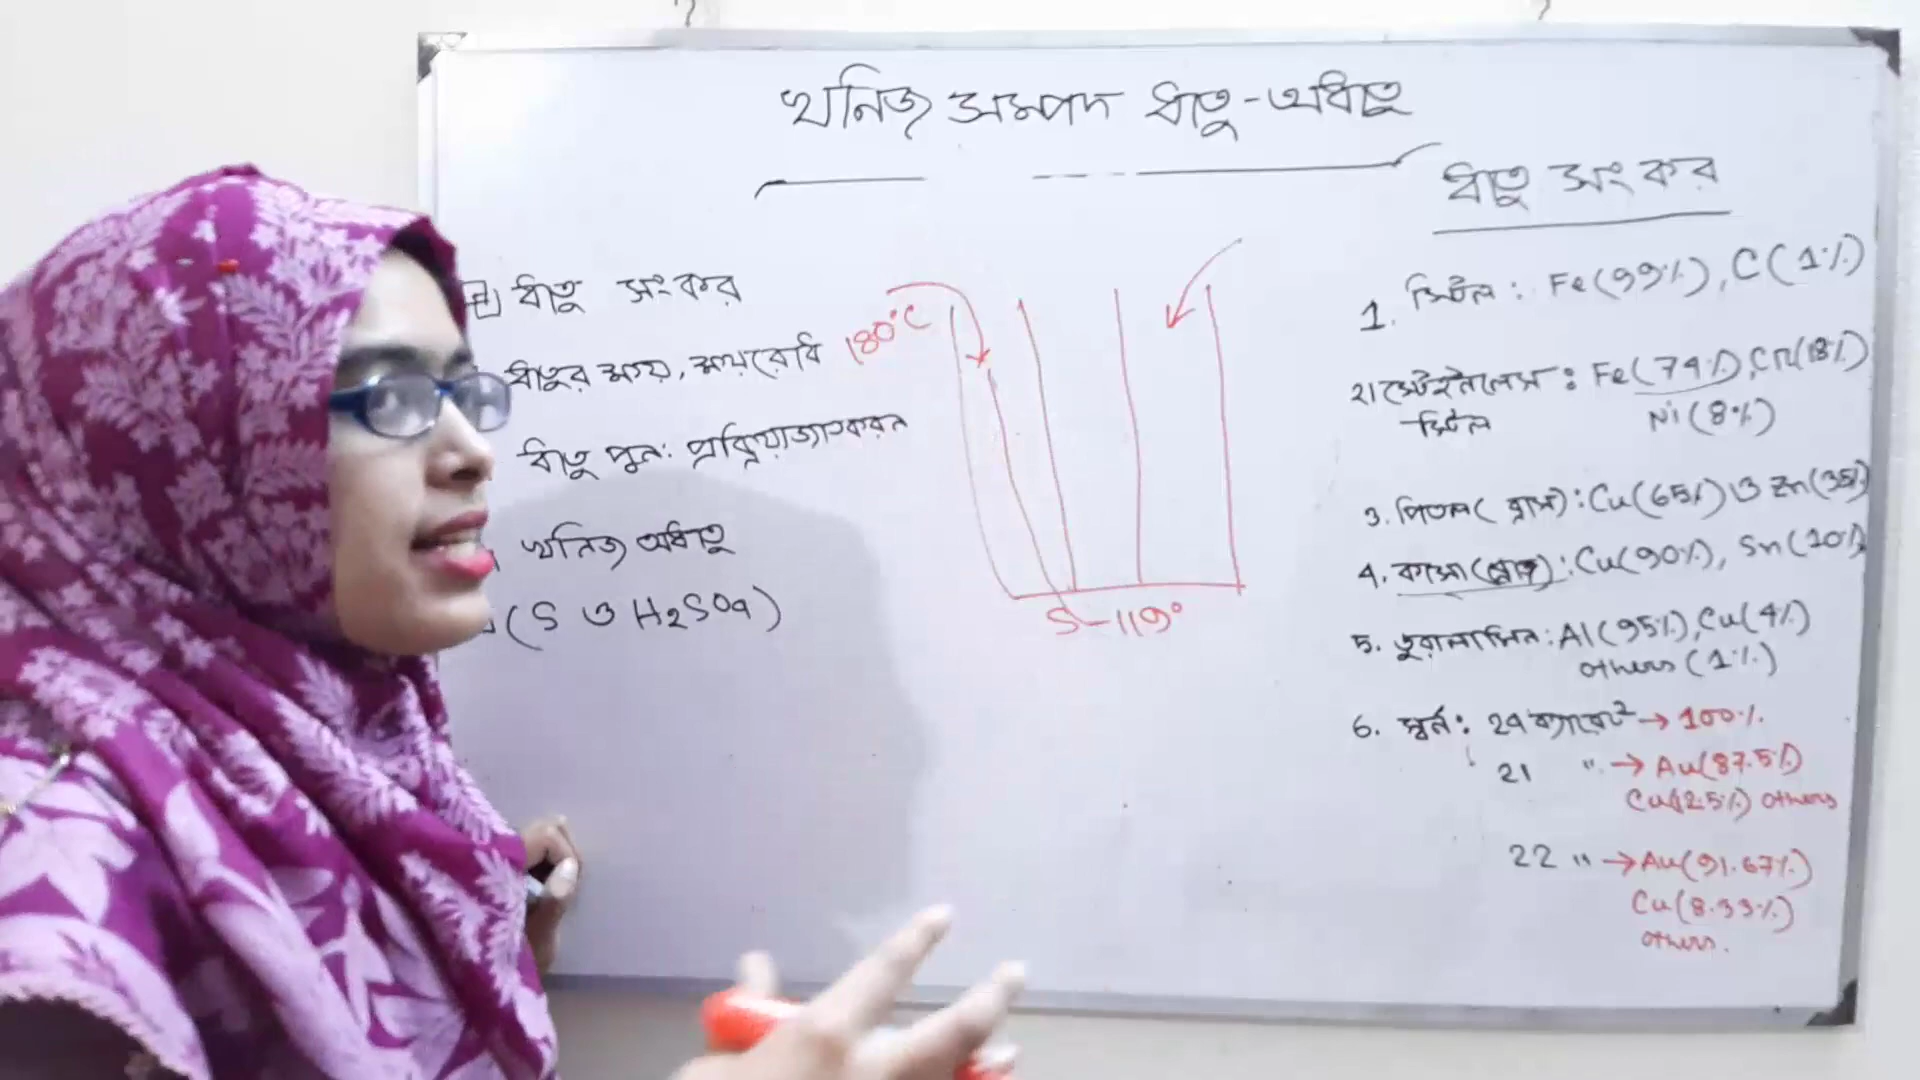 খনিজ সম্পদ ধাতু-অধাতু
ধাতু সংকর
ধাতুর ক্ষয়, ক্ষয়রোধ
ধাতু পুন: প্রক্রিয়াজাতকরন
খনিজ অধাতু
(S ও H2SO4)
180°C
S-119°
ধাতু সংকর
1. স্টিল: Fe(99%), C(1%)
২। স্টেইনলেস: Fe(74%), Cr(18%)
স্টিল Ni(8%)
3. পিতল( ব্রাস): Cu(65%) ও Zn(35%)
4. কাসা( ):Cu(90%), Sn(10%)
5. ডুরালামিন: Al(95%), Cu(4%)
others (1%)
6. স্বর্ন: 24 ক্যারেট → 100%
21 " → Au(87.5%)
Cu(12.5%) others
22 " → Au(91.67%)
Cu(8.33%)
others.